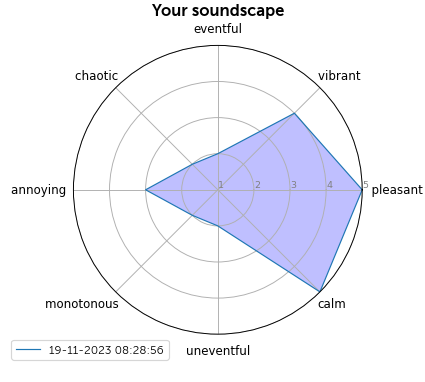 Your soundscape
eventful
chaotic
vibrant
annoying
1 2 3 4 5
pleasant
monotonous
calm
uneventful
19-11-2023 08:28:56